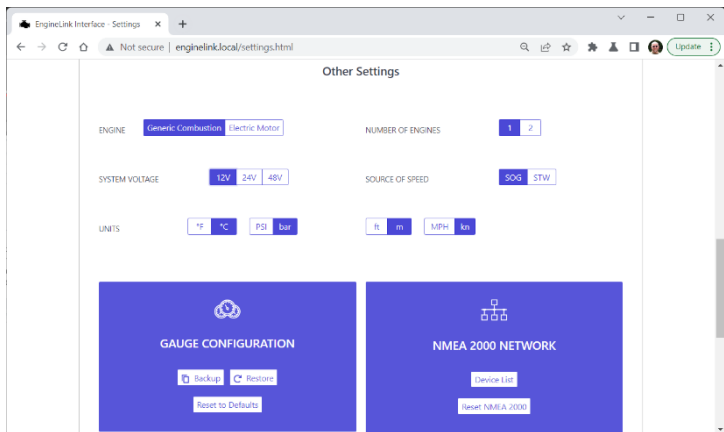 EngineLink Interface - Settings
Not secure | enginelink.local/settings.html Update
Other Settings
ENGINE Generic Combustion Electric Motor NUMBER OF ENGINES 1 2
SYSTEM VOLTAGE 12V 24V 48V SOURCE OF SPEED SOG STW
UNITS °F °C PSI bar ft m MPH kn
GAUGE CONFIGURATION
Backup Restore
Reset to Defaults
NMEA 2000 NETWORK
Device List
Reset NMEA 2000